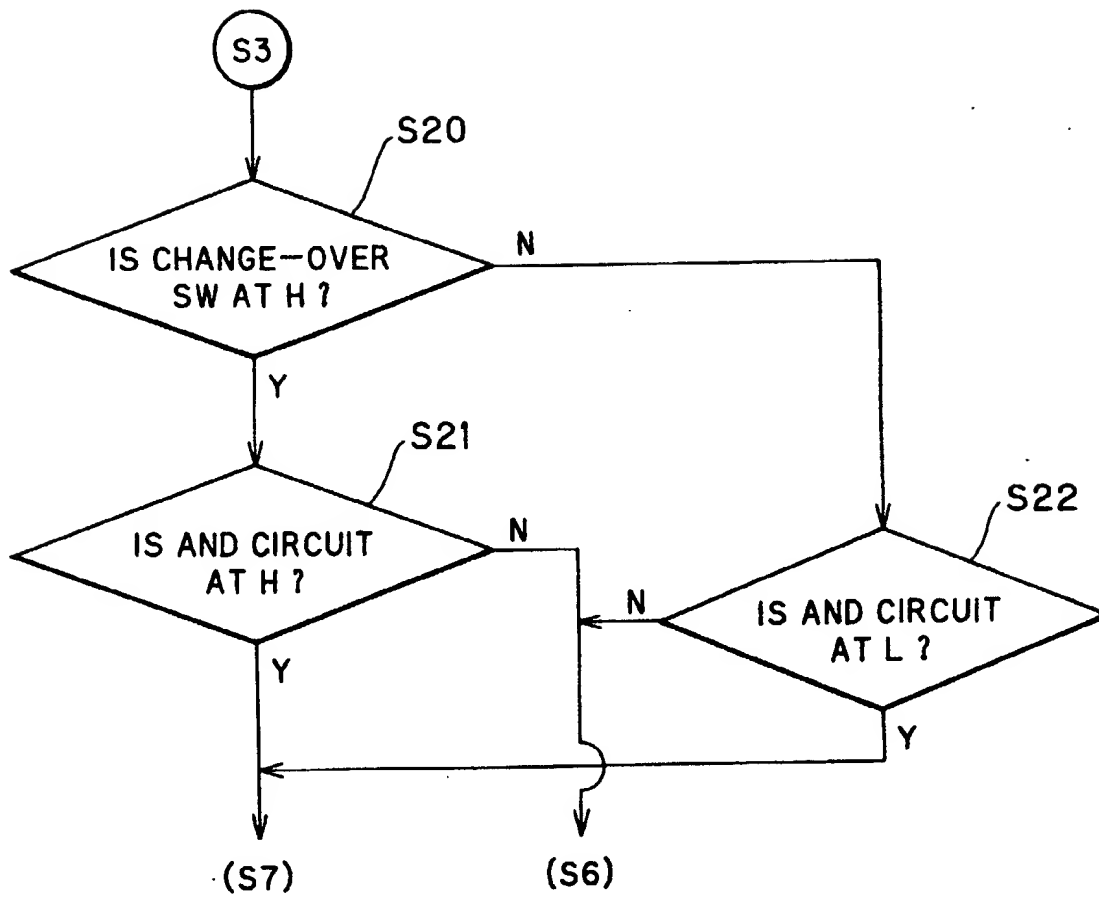 S3
S20
IS CHANGE-OVER
SW AT H ?
N
Y
S21
IS AND CIRCUIT
AT H ?
N
Y
S22
IS AND CIRCUIT
AT L ?
N
Y
(S7)
(S6)